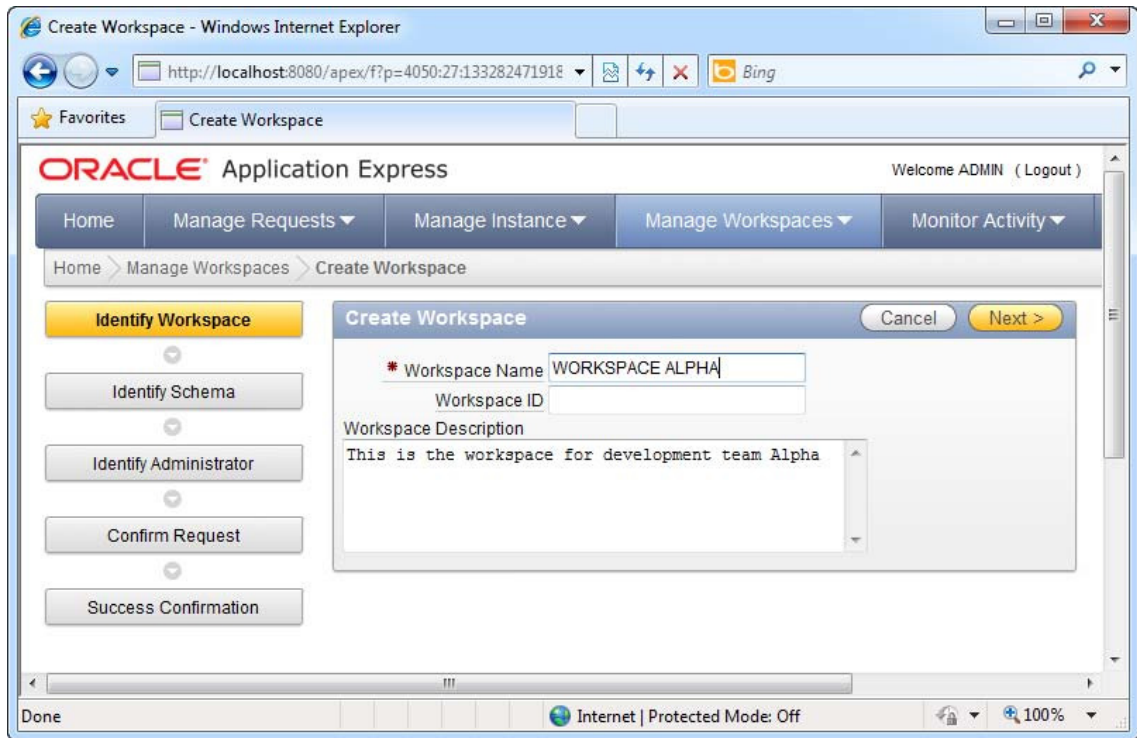 Create Workspace - Windows Internet Explorer
http://localhost:8080/apex/f?p=4050:27:133282471918
Bing
Favorites
Create Workspace
ORACLE Application Express
Welcome ADMIN ( Logout )
Home Manage Requests Manage Instance Manage Workspaces Monitor Activity
Home Manage Workspaces Create Workspace
Identify Workspace
Identify Schema
Identify Administrator
Confirm Request
Success Confirmation
Create Workspace
Cancel
Next >
* Workspace Name WORKSPACE ALPHA
Workspace ID
Workspace Description
This is the workspace for development team Alpha
Done
Internet | Protected Mode: Off
100%